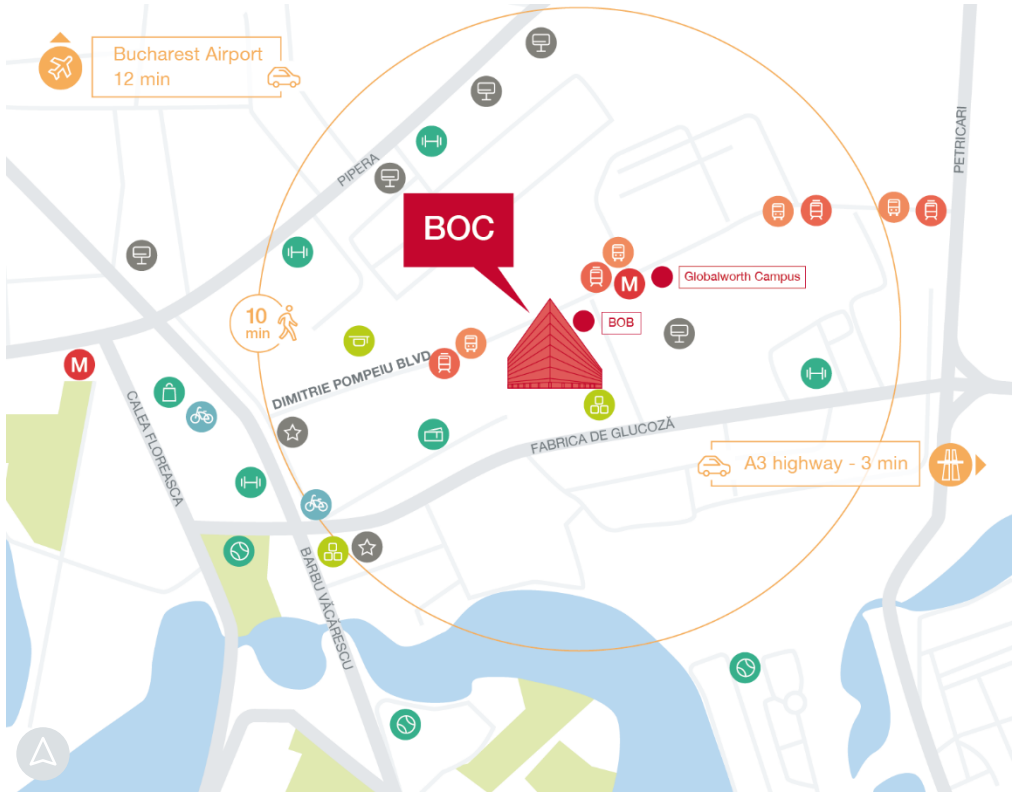 Bucharest Airport
12 min
PIPERA
PETRICARI
BOC
M
Globalworth Campus
BOB
10
min
M
DIMITRIE POMPEIU BLVD
CALEA FLOREASCA
FABRICA DE GLUCOZĂ
A3 highway - 3 min
BARBU VĂCĂRESCU